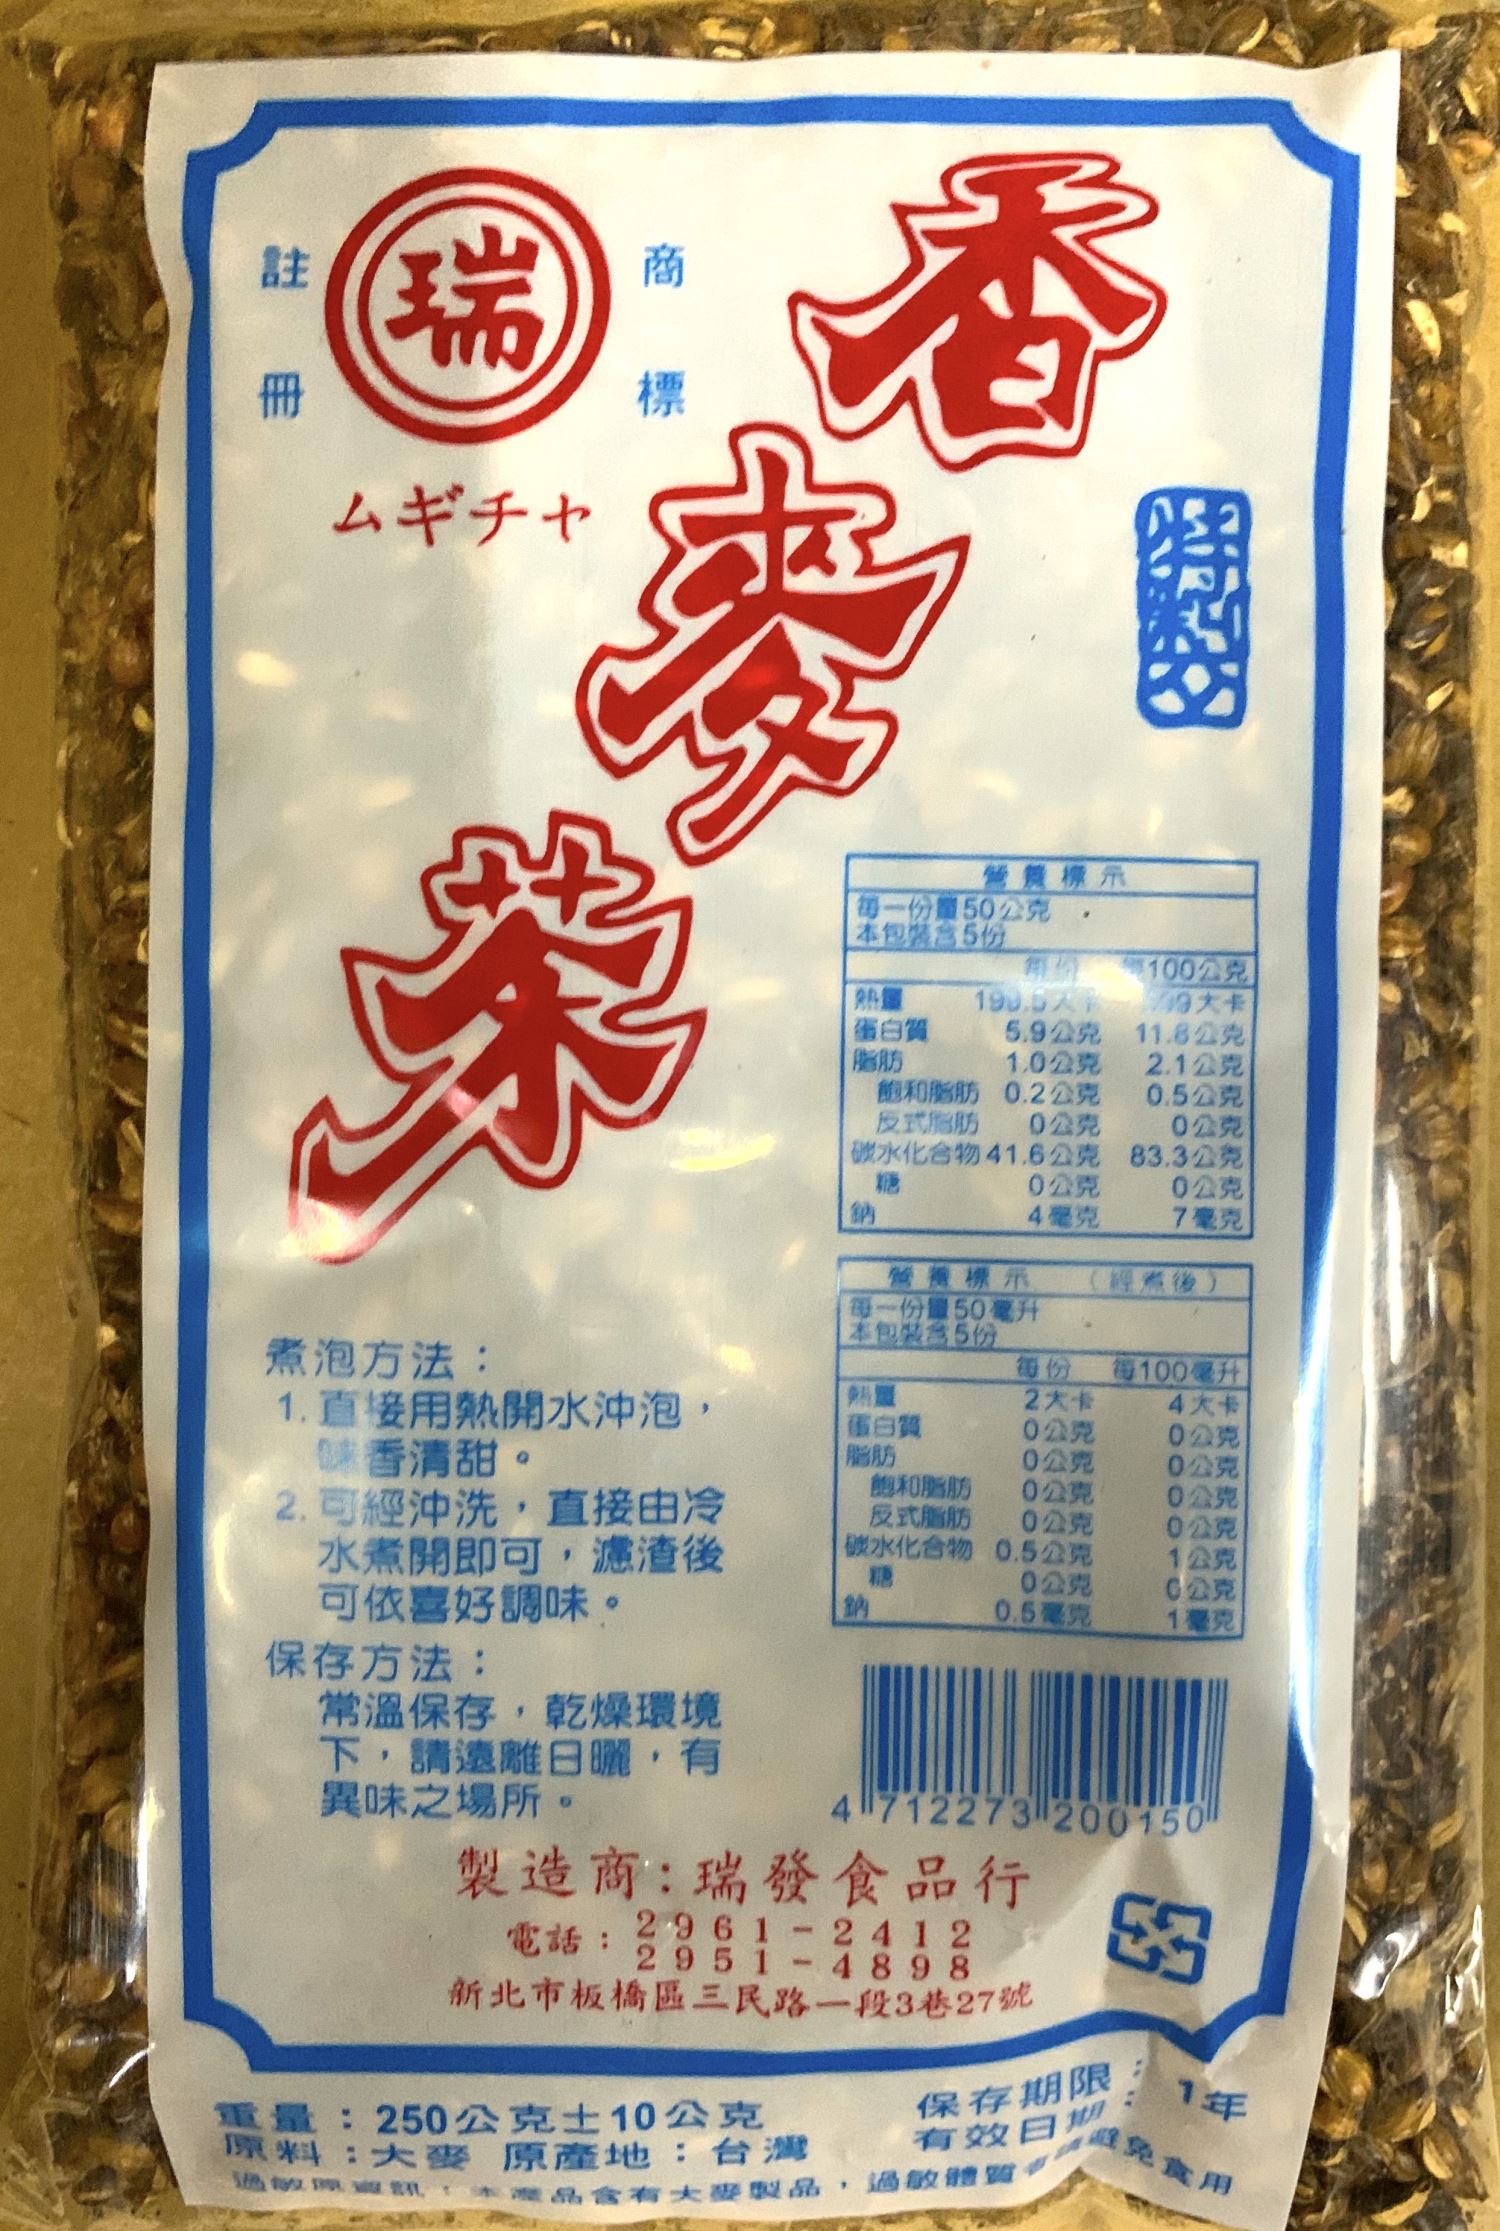 註冊
瑞
商標
ムギチャ
香麥茶
特製
營養標示
每一份量50公克
本包裝含5份
每份 每100公克
熱量 大卡 大卡
蛋白質 5.9公克 11.8公克
脂肪 1.0公克 2.1公克
飽和脂肪 0.2公克 0.5公克
反式脂肪 0公克 0公克
碳水化合物 41.6公克 83.3公克
糖 0公克 0公克
鈉 4毫克 7毫克
營養標示 (經煮後)
每一份量50毫升
本包裝含5份
每份 每100毫升
熱量 2大卡 4大卡
蛋白質 0公克 0公克
脂肪 0公克 0公克
飽和脂肪 0公克 0公克
反式脂肪 0公克 0公克
碳水化合物 0.5公克 1公克
糖 0公克 0公克
鈉 0.5毫克 1毫克
煮泡方法：
1.直接用熱開水沖泡，
味香清甜。
2.可經沖洗，直接由冷
水煮開即可，濾渣後
可依喜好調味。
保存方法：
常溫保存，乾燥環境
下，請遠離日曬，有
異味之場所。
4 712273 200150
製造商:瑞發食品行
電話：2961-2412
2951-4898
新北市板橋區三民路一段3巷27號
重量：250公克±10公克
保存期限：1年
原料：大麥 原產地：台灣
有效日期：
過敏原資訊：本產品含有大麥製品，過敏體質者請避免食用